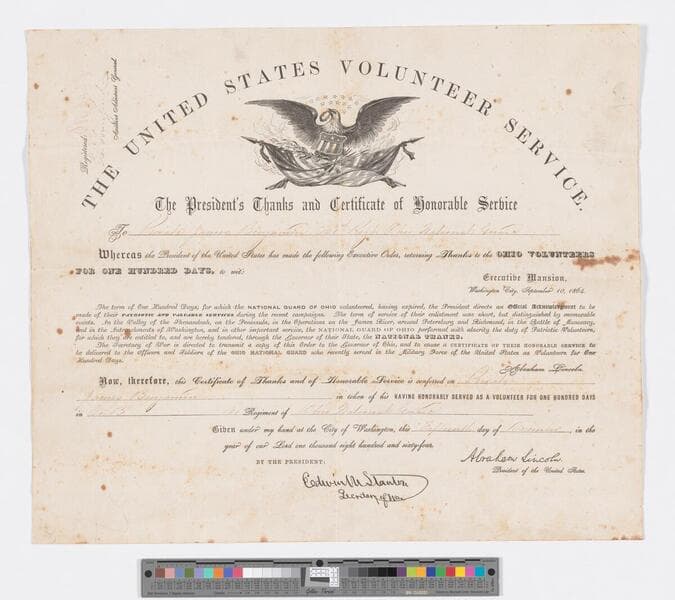 Registered
Assistant Adjutant General
THE UNITED STATES VOLUNTEER SERVICE.
The President's Thanks and Certificate of Honorable Service
To
WHEREAS the President of the United States has made the following Executive Order, returning Thanks to the OHIO VOLUNTEERS
FOR ONE HUNDRED DAYS, to wit:
Executive Mansion,
Washington City, September 10, 1864.
The term of One Hundred Days, for which the NATIONAL GUARD OF OHIO volunteered, having expired, the President directs an Official Acknowledgment to be
made of their PATRIOTIC AND VALUABLE SERVICES during the recent campaigns. The term of service of their enlistment was short, but distinguished by memorable
events. In the Valley of the Shenandoah, on the Peninsula, in the Operations on the James River, around Petersburg and Richmond, in the Battle of Monocacy,
and in the Intrenchments of Washington, and in other important service, the NATIONAL GUARD OF OHIO performed with alacrity the duty of Patriotic Volunteers,
for which they are entitled to, and are hereby tendered, through the Governor of their State, the NATIONAL THANKS.
The Secretary of War is directed to transmit a copy of this Order to the Governor of Ohio, and to cause a CERTIFICATE OF THEIR HONORABLE SERVICE to
be delivered to the Officers and Soldiers of the OHIO NATIONAL GUARD who recently served in the Military Force of the United States as Volunteers for One
Hundred Days.
Abraham Lincoln.
Now, therefore, this Certificate of Thanks and of Honorable Service is conferred on
Benjamin in token of his HAVING HONORABLY SERVED AS A VOLUNTEER FOR ONE HUNDRED DAYS
in Regiment of Ohio National Guard
Given under my hand at the City of Washington, this Fifteenth day of December, in the
year of our Lord one thousand eight hundred and sixty-four.
BY THE PRESIDENT:
Abraham Lincoln
President of the United States.
Edwin M Stanton
Secretary of War